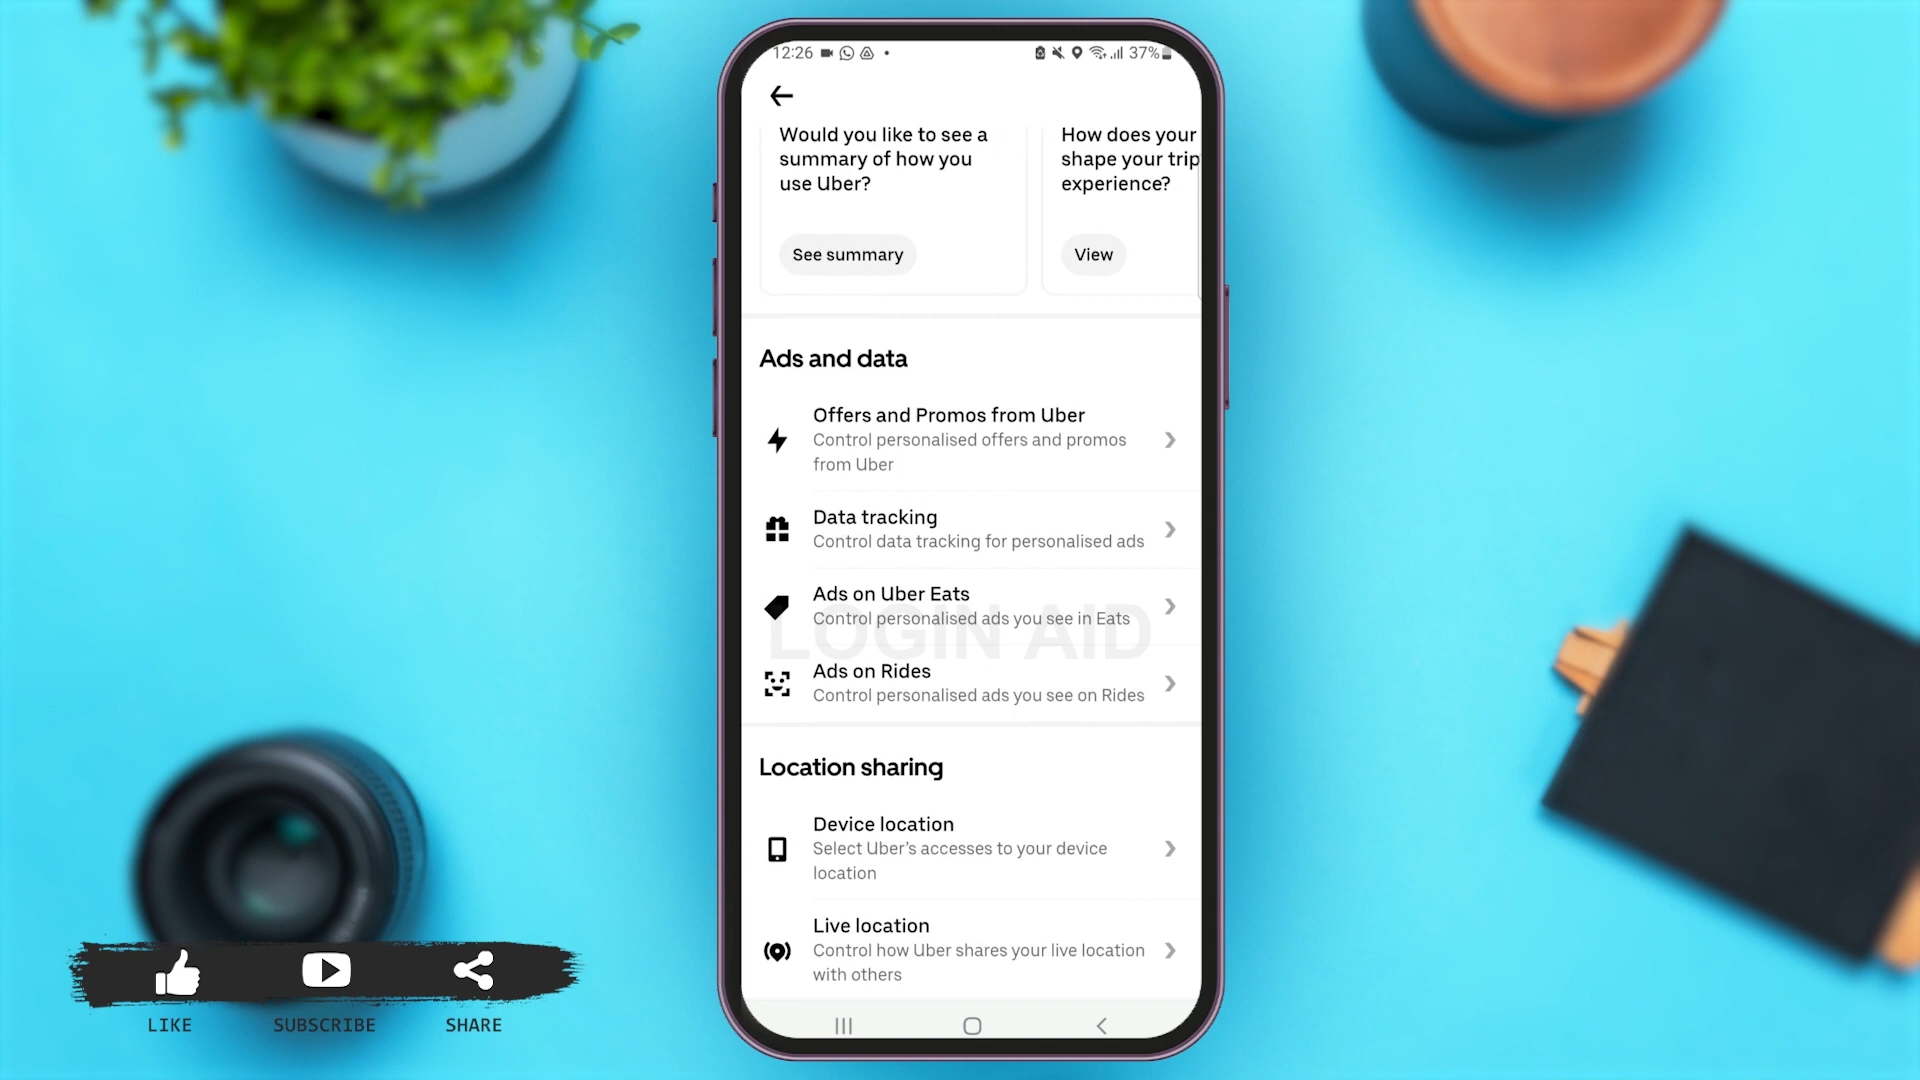 12:26
37%
Would you like to see a
summary of how you
use Uber?
See summary
How does your
shape your trip
experience?
View
Ads and data
Offers and Promos from Uber
Control personalised offers and promos
from Uber
Data tracking
Control data tracking for personalised ads
Ads on Uber Eats
Control personalised ads you see in Eats
LOGIN AID
Ads on Rides
Control personalised ads you see on Rides
Location sharing
Device location
Select Uber's accesses to your device
location
Live location
Control how Uber shares your live location
with others
LIKE
SUBSCRIBE
SHARE